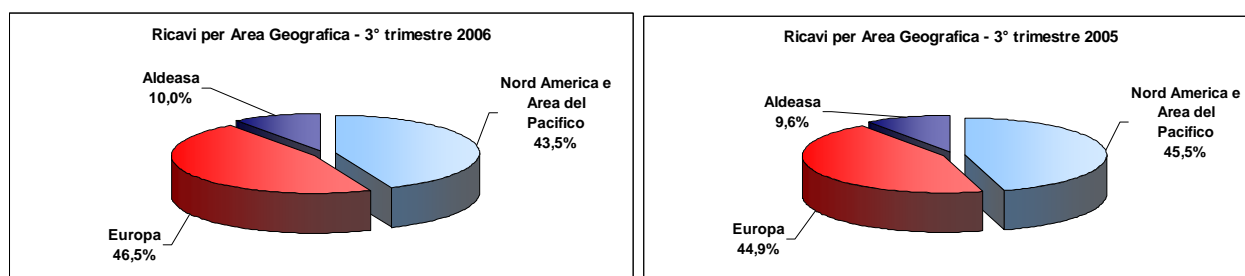 Ricavi per Area Geografica - 3° trimestre 2006
Aldeasa
10,0%
Nord America e
Area del
Pacifico
43,5%
Europa
46,5%
Ricavi per Area Geografica - 3° trimestre 2005
Aldeasa
9,6%
Nord America e
Area del
Pacifico
45,5%
Europa
44,9%